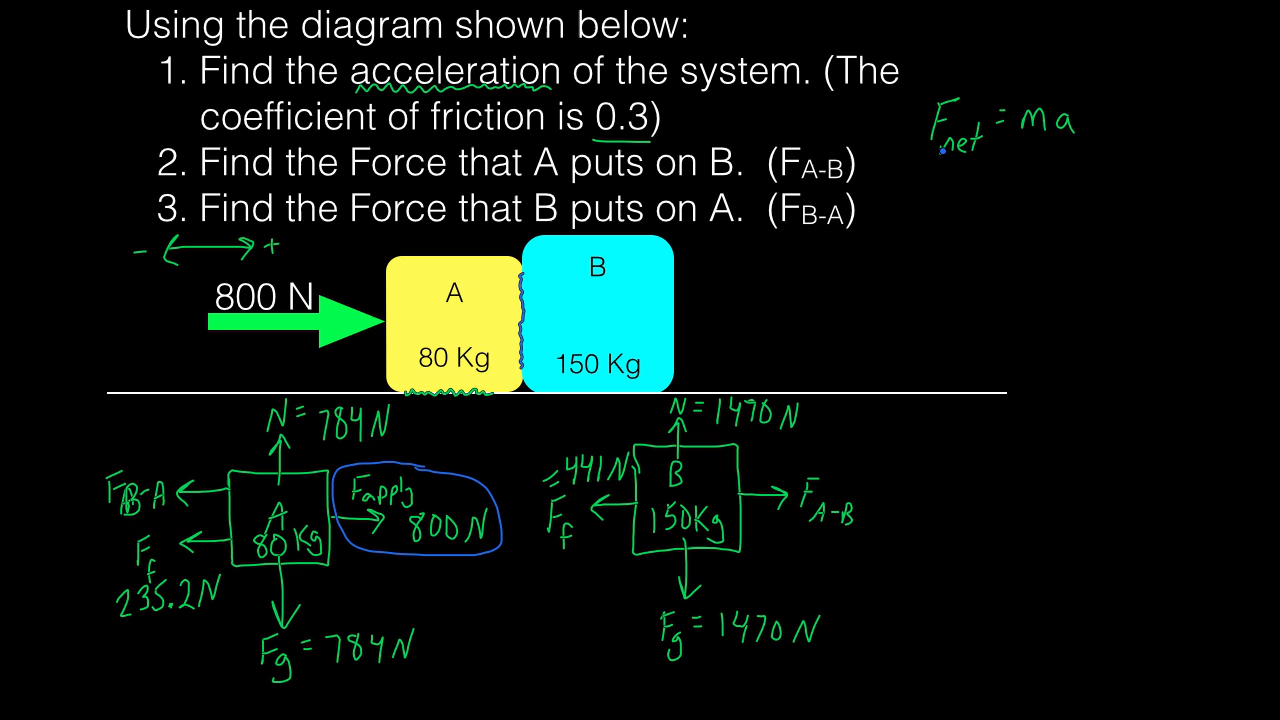 Using the diagram shown below:
1. Find the acceleration of the system. (The
coefficient of friction is 0.3)
F net = m a
2. Find the Force that A puts on B. (FA-B)
3. Find the Force that B puts on A. (FB-A)
- +
800 N
A
80 Kg
B
150 Kg
N = 784 N
FB-A
A
80 Kg
Fapply
800 N
Ff
235.2 N
Fg = 784 N
N = 1470 N
= 441 N
Ff
B
150 Kg
FA-B
Fg = 1470 N